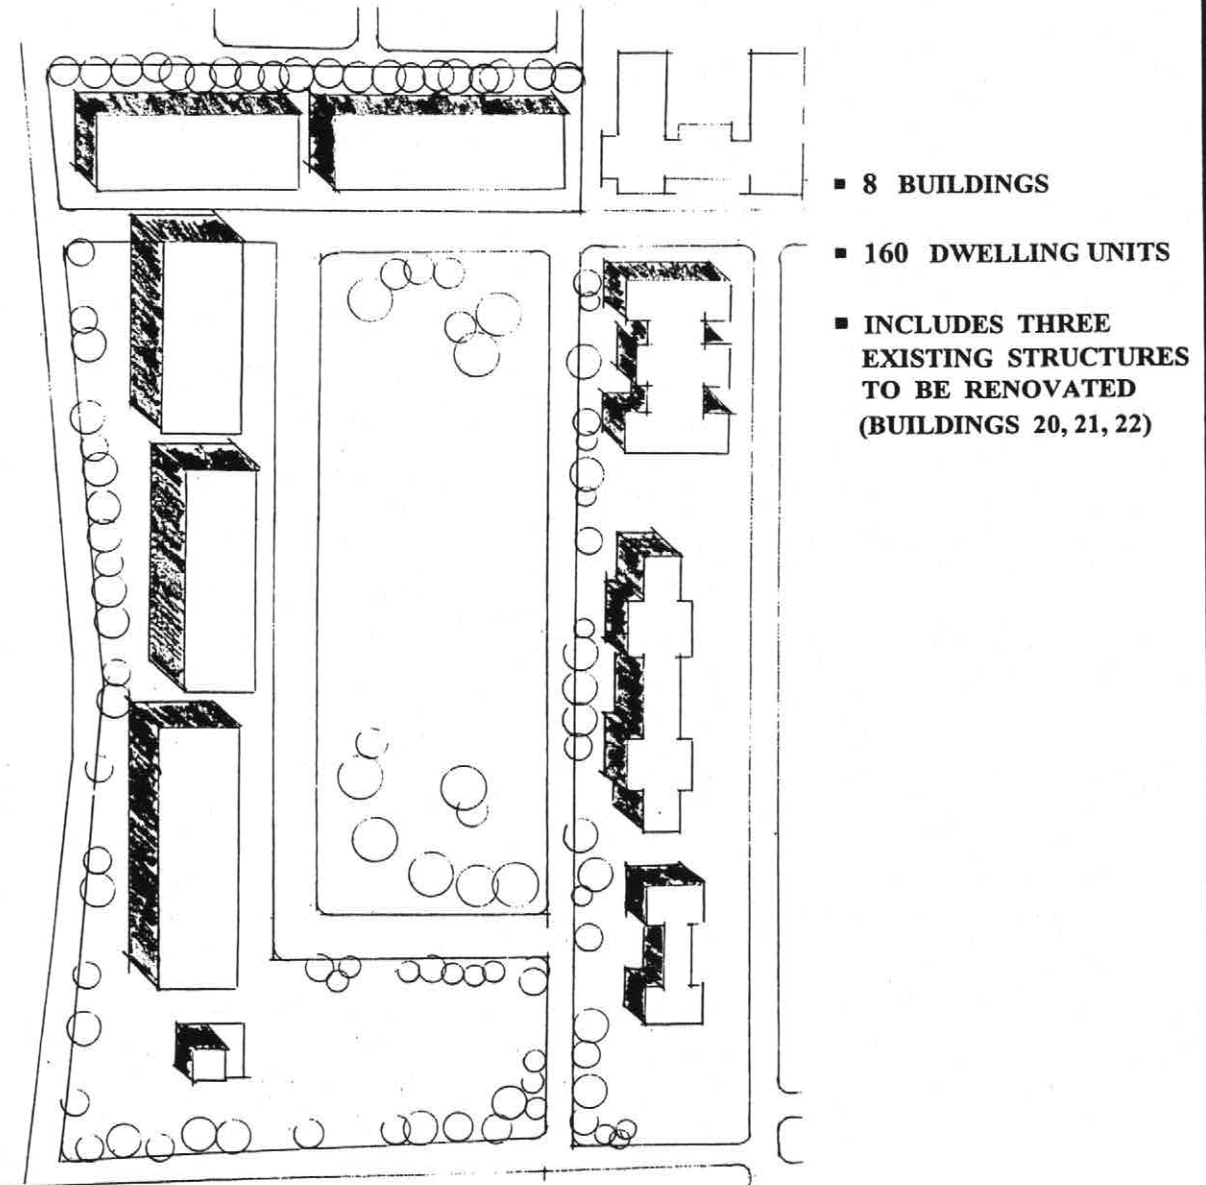 ▪ 8 BUILDINGS
▪ 160 DWELLING UNITS
▪ INCLUDES THREE
EXISTING STRUCTURES
TO BE RENOVATED
(BUILDINGS 20, 21, 22)